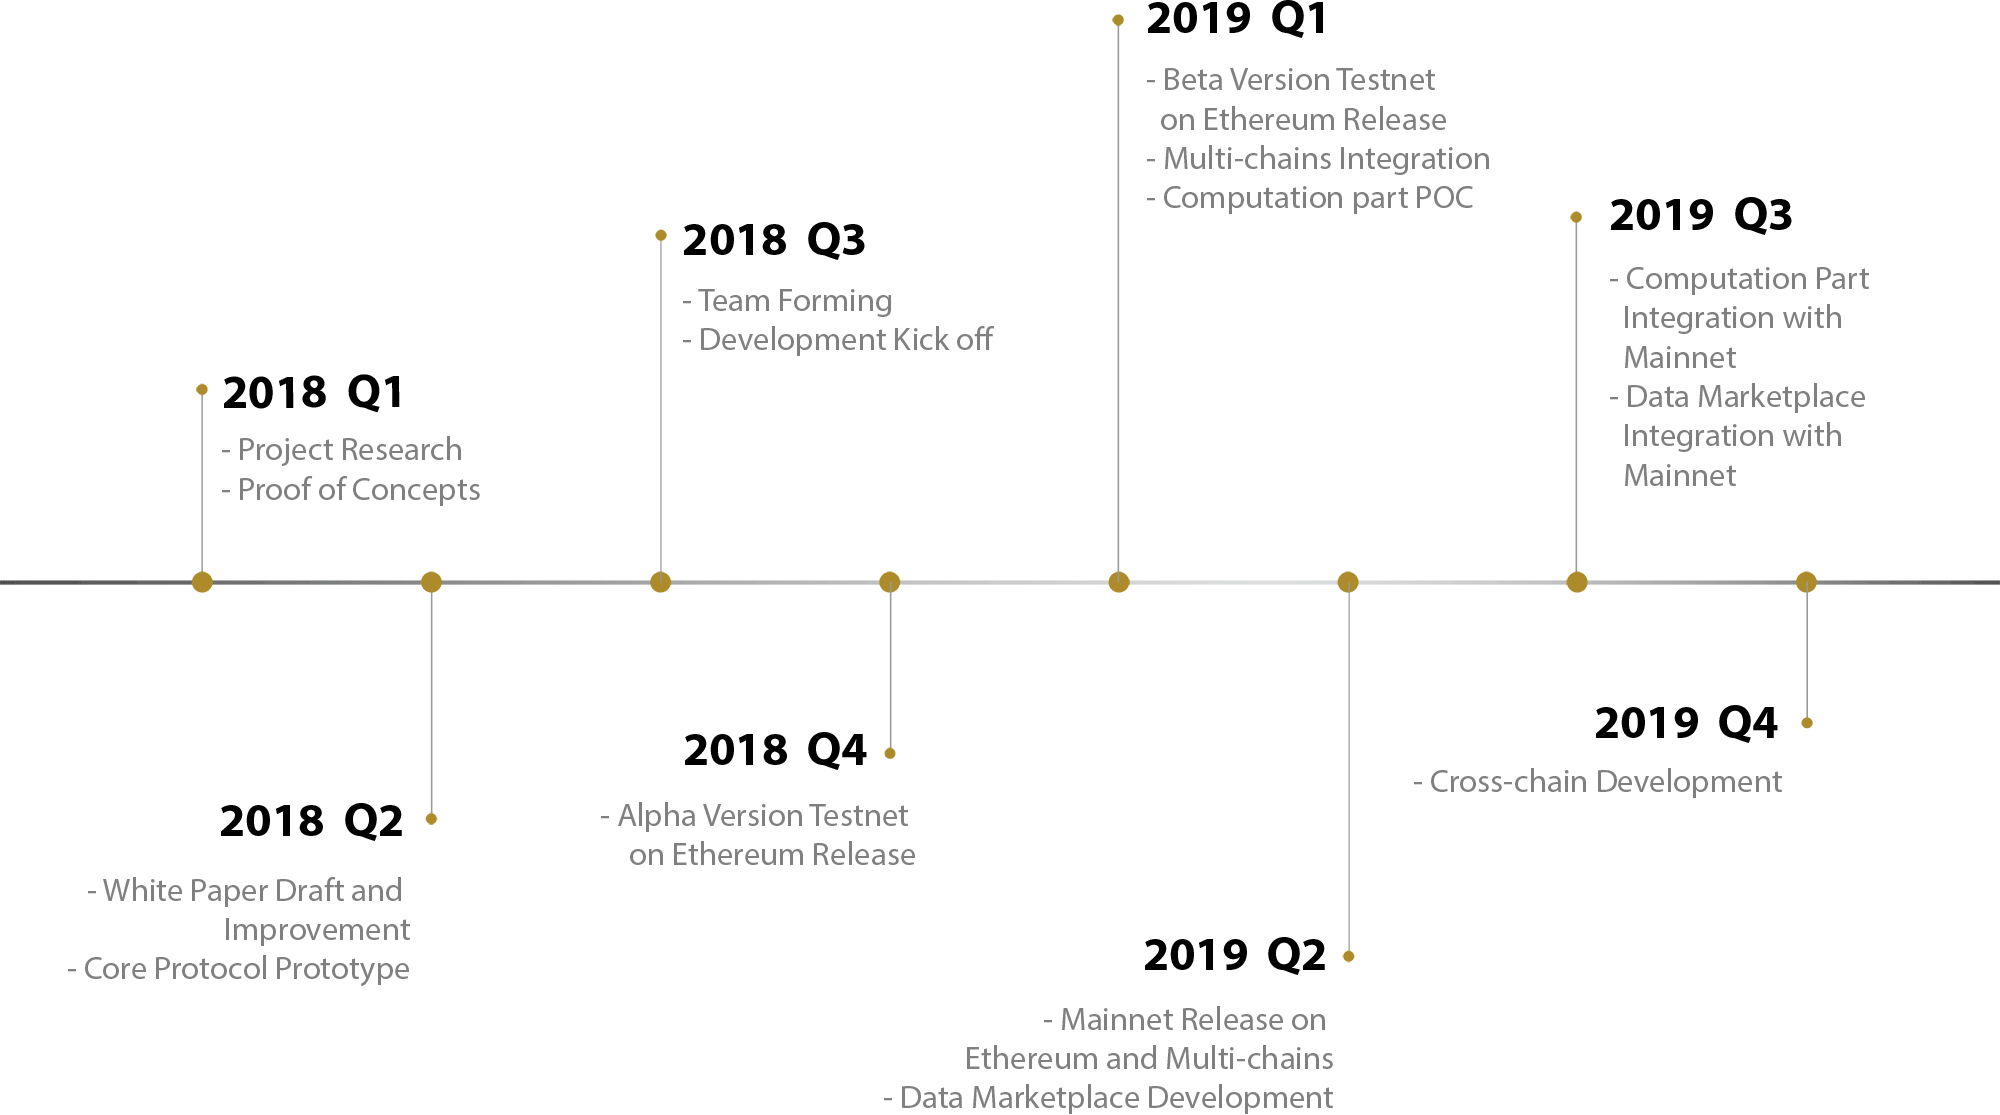 2018 Q1
- Project Research
- Proof of Concepts
2018 Q2
- White Paper Draft and
Improvement
- Core Protocol Prototype
2018 Q3
- Team Forming
- Development Kick off
2018 Q4
- Alpha Version Testnet
on Ethereum Release
2019 Q1
- Beta Version Testnet
on Ethereum Release
- Multi-chains Integration
- Computation part POC
2019 Q2
- Mainnet Release on
Ethereum and Multi-chains
- Data Marketplace Development
2019 Q3
- Computation Part
Integration with
Mainnet
- Data Marketplace
Integration with
Mainnet
2019 Q4
- Cross-chain Development